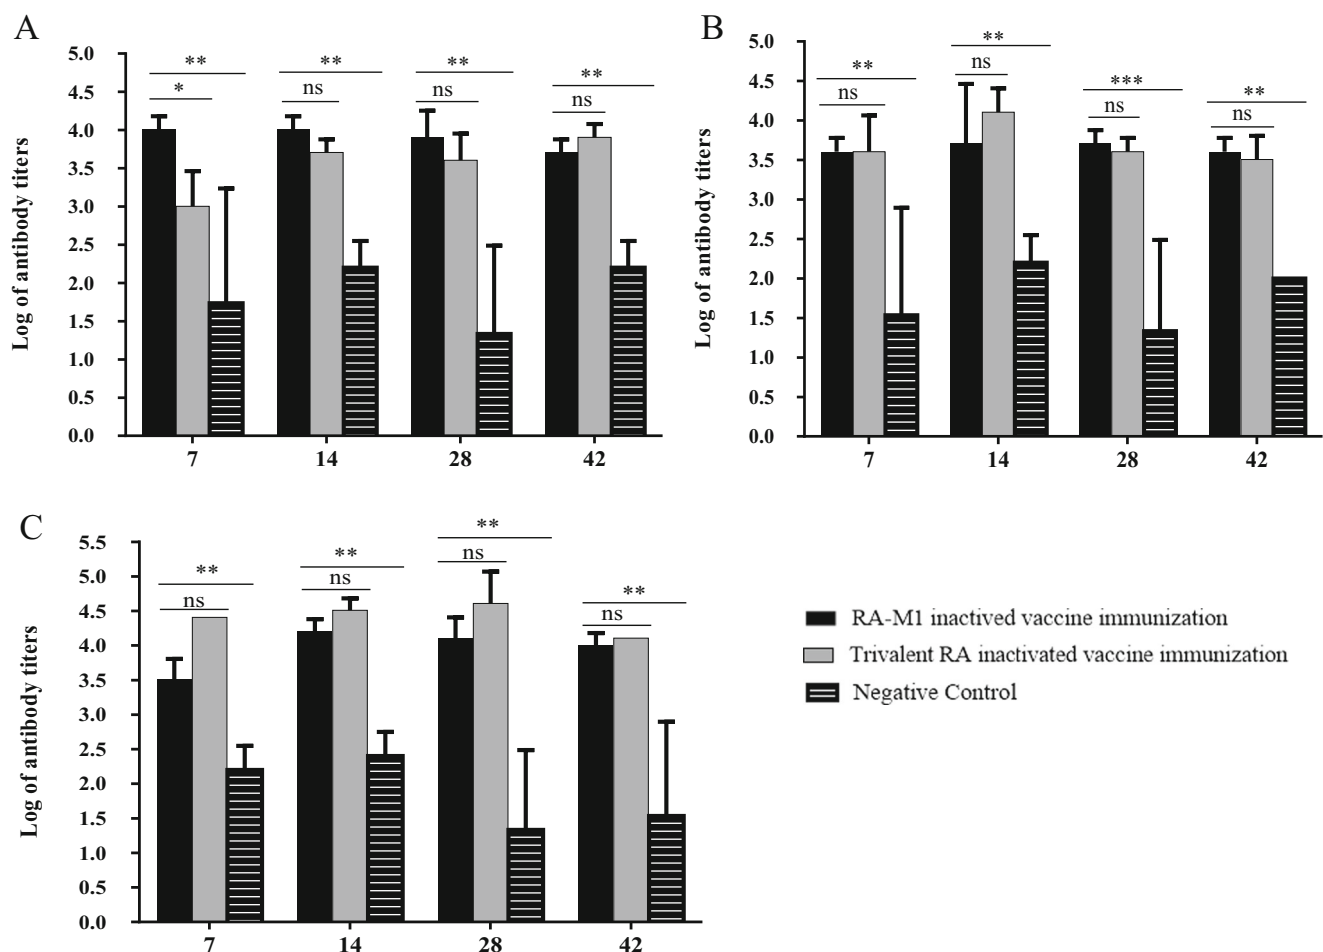 A
Log of antibody titers
5.0
4.5
4.0
3.5
3.0
2.5
2.0
1.5
1.0
0.5
0.0
** ** ** **
* ns ns ns
7 14 28 42
B
Log of antibody titers
5.0
4.5
4.0
3.5
3.0
2.5
2.0
1.5
1.0
0.5
0.0
** ** *** **
ns ns ns ns
7 14 28 42
C
Log of antibody titers
5.5
5.0
4.5
4.0
3.5
3.0
2.5
2.0
1.5
1.0
0.5
0.0
** ** ** **
ns ns ns ns
7 14 28 42
RA-M1 inactived vaccine immunization
Trivalent RA inactivated vaccine immunization
Negative Control